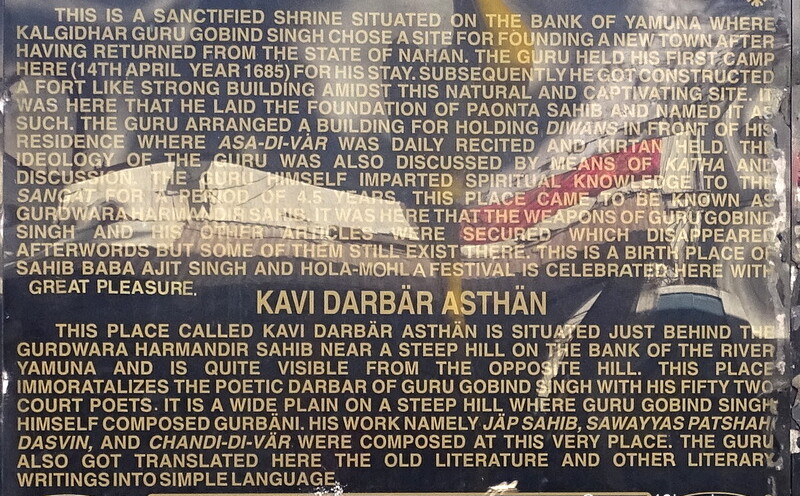 THIS IS A SANCTIFIED SHRINE SITUATED ON THE BANK OF YAMUNA WHERE
KALGIDHAR GURU GOBIND SINGH CHOSE A SITE FOR FOUNDING A NEW TOWN AFTER
HAVING RETURNED FROM THE STATE OF NAHAN. THE GURU HELD HIS FIRST CAMP
HERE (14TH APRIL YEAR 1685) FOR HIS STAY. SUBSEQUENTLY HE GOT CONSTRUCTED
A FORT LIKE STRONG BUILDING AMIDST THIS NATURAL AND CAPTIVATING SITE. IT
WAS HERE THAT HE LAID THE FOUNDATION OF PAONTA SAHIB AND NAMED IT AS
SUCH. THE GURU ARRANGED A BUILDING FOR HOLDING DIWANS IN FRONT OF HIS
RESIDENCE WHERE ASA-DI-VÄR WAS DAILY RECITED AND KIRTAN HELD. THE
IDEOLOGY OF THE GURU WAS ALSO DISCUSSED BY MEANS OF KATHA AND
DISCUSSION. THE GURU HIMSELF IMPARTED SPIRITUAL KNOWLEDGE TO THE
SANGAT FOR A PERIOD OF 4.5 YEARS. THIS PLACE CAME TO BE KNOWN AS
GURDWARA HARMANDIR SAHIB. IT WAS HERE THAT THE WEAPONS OF GURU GOBIND
SINGH AND HIS OTHER ARTICLES WERE SECURED WHICH DISAPPEARED
AFTERWORDS BUT SOME OF THEM STILL EXIST THERE. THIS IS A BIRTH PLACE OF
SAHIB BABA AJIT SINGH AND HOLA-MOHLA FESTIVAL IS CELEBRATED HERE WITH
GREAT PLEASURE.
KAVI DARBÄR ASTHÄN
THIS PLACE CALLED KAVI DARBÄR ASTHÄN IS SITUATED JUST BEHIND THE
GURDWARA HARMANDIR SAHIB NEAR A STEEP HILL ON THE BANK OF THE RIVER
YAMUNA AND IS QUITE VISIBLE FROM THE OPPOSITE HILL. THIS PLACE
IMMORATALIZES THE POETIC DARBAR OF GURU GOBIND SINGH WITH HIS FIFTY TWO
COURT POETS. IT IS A WIDE PLAIN ON A STEEP HILL WHERE GURU GOBIND SINGH
HIMSELF COMPOSED GURBÄNI. HIS WORK NAMELY JÄP SAHIB, SAWAYYAS PATSHAHI
DASVIN, AND CHANDI-DI-VÄR WERE COMPOSED AT THIS VERY PLACE. THE GURU
ALSO GOT TRANSLATED HERE THE OLD LITERATURE AND OTHER LITERARY
WRITINGS INTO SIMPLE LANGUAGE.